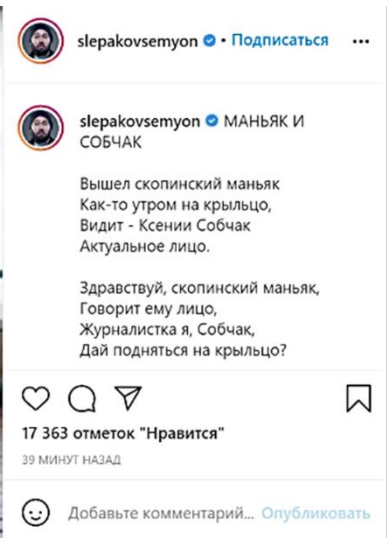 slepakovsemyon • Подписаться
slepakovsemyon МАНЬЯК И
СОБЧАК
Вышел скопинский маньяк
Как-то утром на крыльцо,
Видит - Ксении Собчак
Актуальное лицо.
Здравствуй, скопинский маньяк,
Говорит ему лицо,
Журналистка я, Собчак,
Дай подняться на крыльцо?
17 363 отметок "Нравится"
39 МИНУТ НАЗАД
Добавьте комментарий... Опубликовать